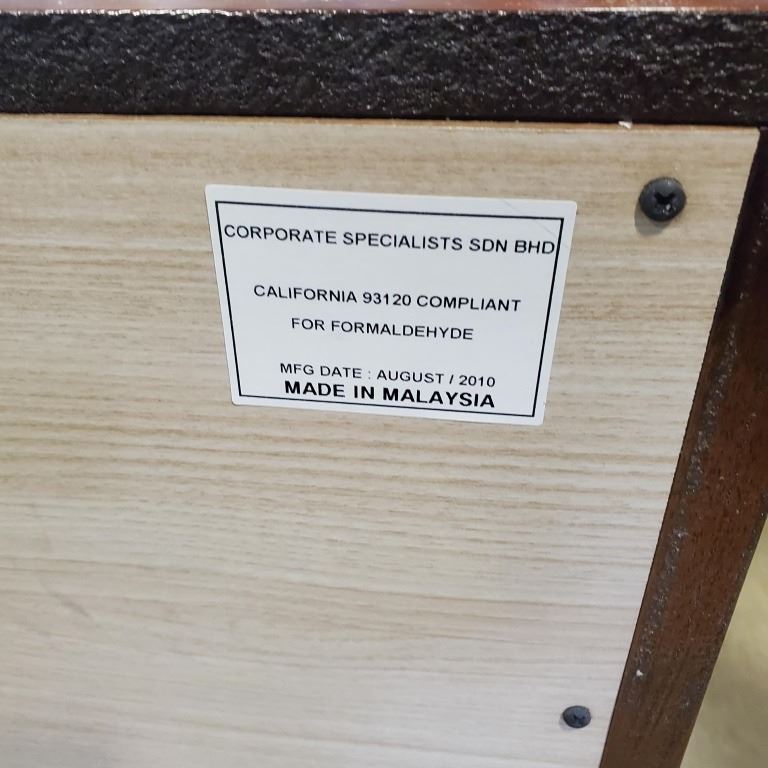 CORPORATE SPECIALISTS SDN BHD
CALIFORNIA 93120 COMPLIANT
FOR FORMALDEHYDE
MFG DATE : AUGUST / 2010
MADE IN MALAYSIA